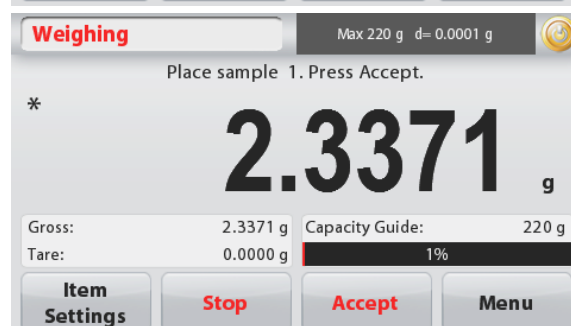 Weighing
Max 220 g d= 0.0001 g
Place sample 1. Press Accept.
*
2.3371 g
Gross: 2.3371 g Capacity Guide: 220 g
Tare: 0.0000 g 1%
Item Settings Stop Accept Menu